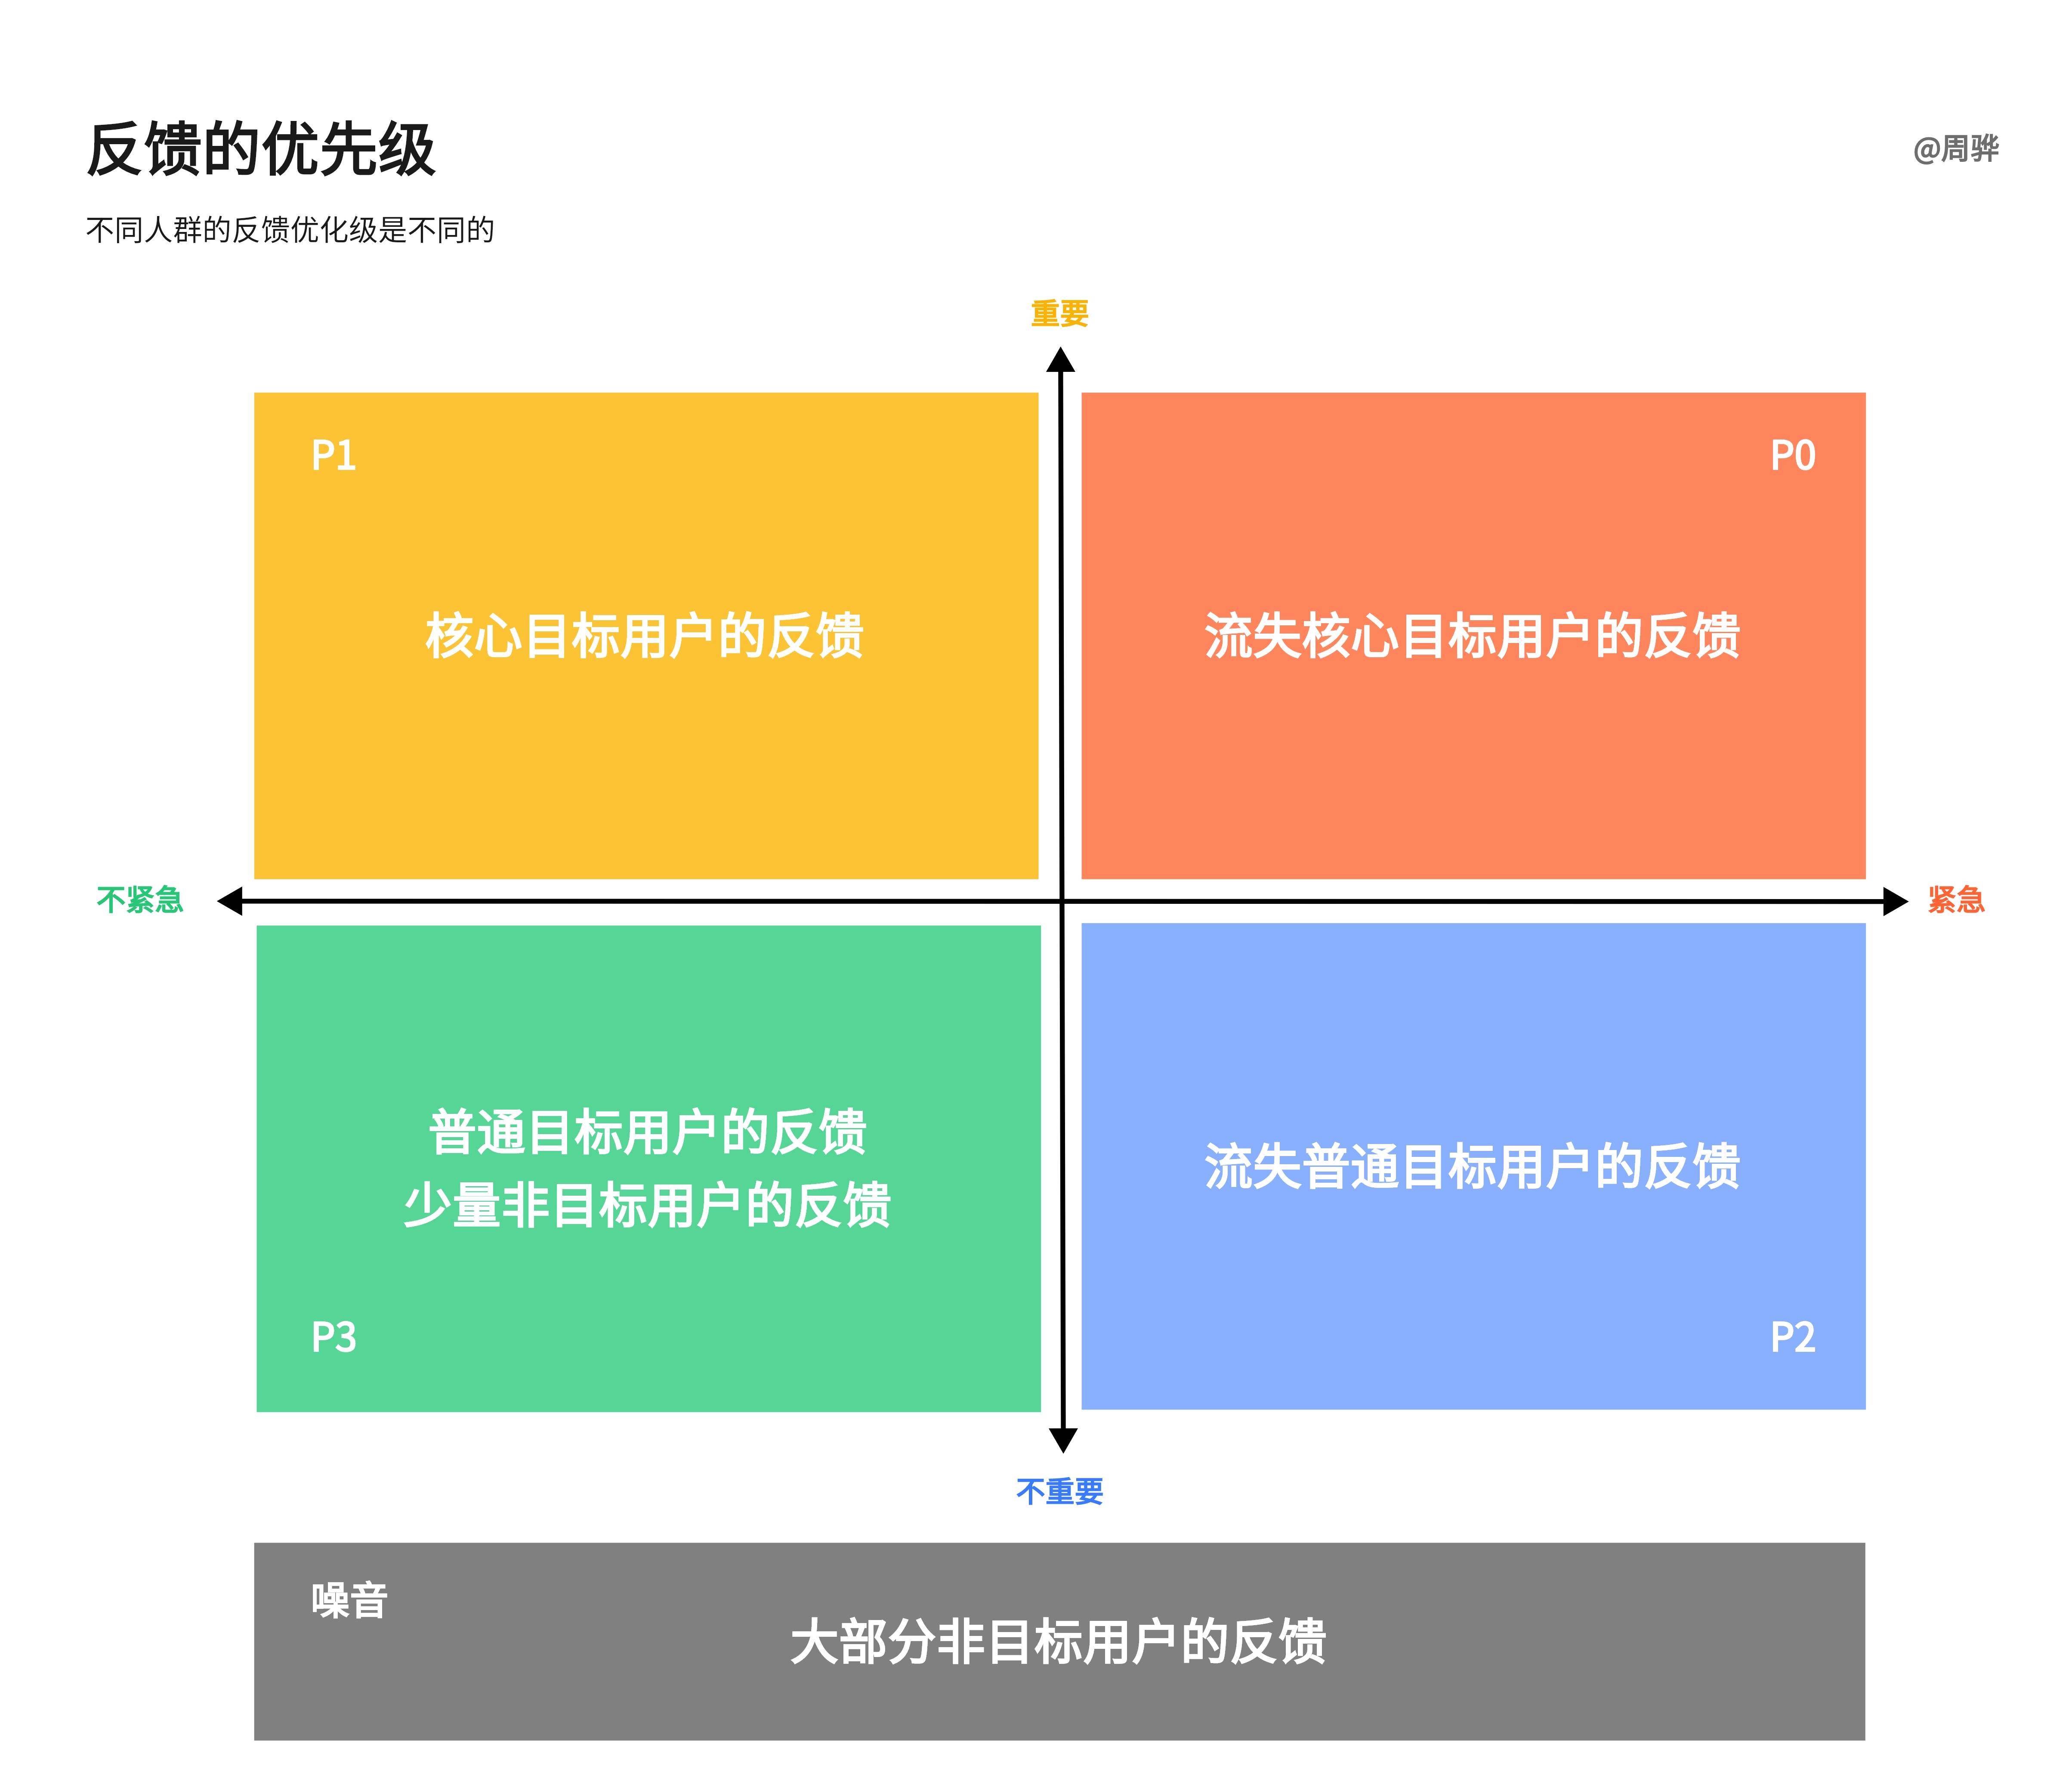 反馈的优先级
@周骅
不同人群的反馈优化级是不同的
重要
P1
P0
核心目标用户的反馈
流失核心目标用户的反馈
不紧急
紧急
普通目标用户的反馈
少量非目标用户的反馈
流失普通目标用户的反馈
P3
P2
不重要
噪音
大部分非目标用户的反馈